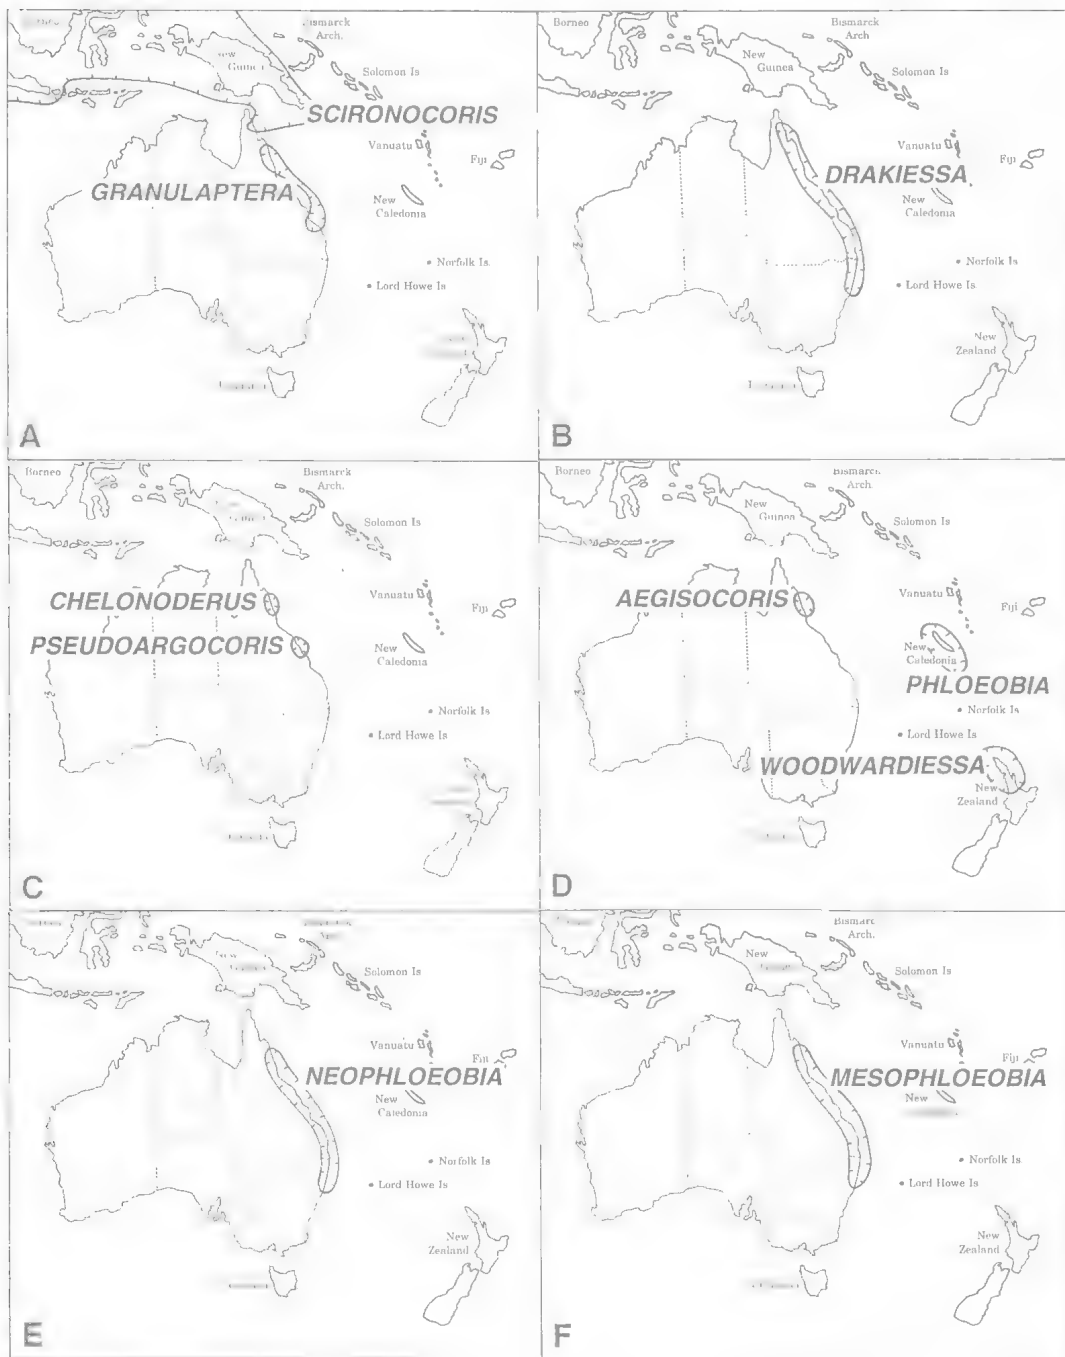 Bismarck
Arch.
New
Guinea
Solomon Is
SCIRONOCORIS
Vanuatu
Fiji
GRANULAPTERA
New
Caledonia
Norfolk Is.
Lord Howe Is
A
Borneo
Bismarck
Arch
New
Guinea
Solomon Is
Vanuatu
Fiji
DRAKIESSA
New
Caledonia
Norfolk Is
Lord Howe Is
New
Zealand
B
Borneo
Bismarck
Arch.
Solomon Is
CHELONODERUS
Vanuatu
Fiji
PSEUDOARGOCORIS
New
Caledonia
Norfolk Is
Lord Howe Is
C
Borneo
Bismarck
Arch.
New
Guinea
Solomon Is
AEGISOCORIS
Vanuatu
Fiji
New
Caledonia
PHLOEOBIA
Norfolk Is
Lord Howe Is
WOODWARDIESSA
New
Zealand
D
Solomon Is
Vanuatu
Fiji
NEOPHLOEOBIA
New
Caledonia
Norfolk Is
Lord Howe Is
New
Zealand
E
Bismarc
Arch.
New
Solomon Is
Vanuatu
Fiji
MESOPHLOEOBIA
New
Norfolk Is
Lord Howe Is
New
Zealand
F